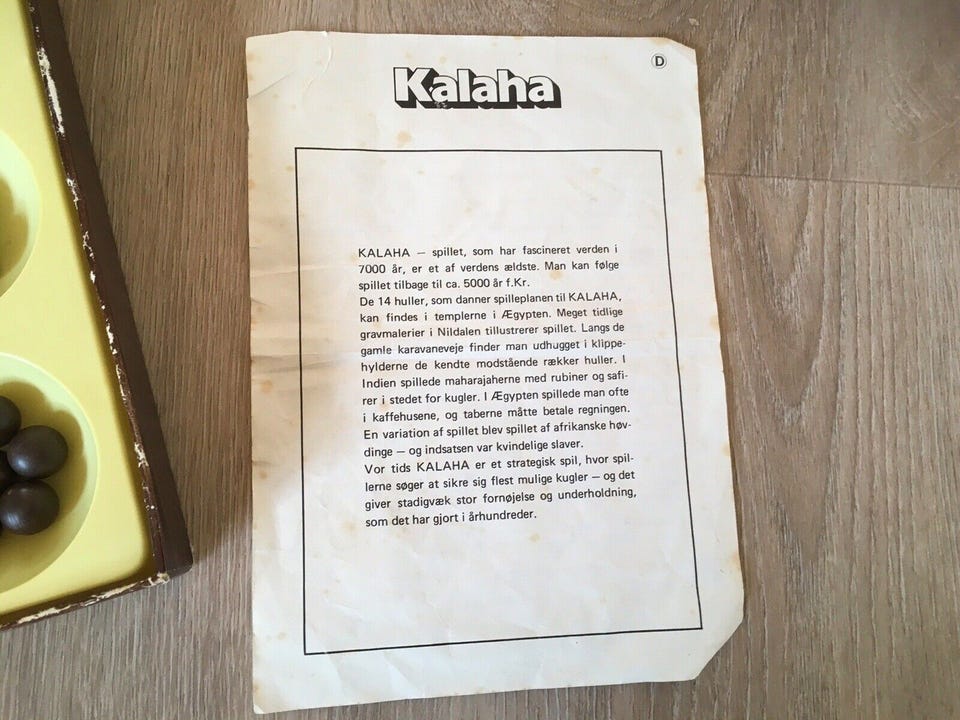 Kalaha
D
KALAHA — spillet, som har fascineret verden i
7000 år, er et af verdens ældste. Man kan følge
spillet tilbage til ca. 5000 år f.Kr.
De 14 huller, som danner spilleplanen til KALAHA,
kan findes i templerne i Ægypten. Meget tidlige
gravmalerier i Nildalen tillustrerer spillet. Langs de
gamle karavaneveje finder man udhugget i klippe-
hylderne de kendte modstående rækker huller. I
Indien spillede maharajaherne med rubiner og safi-
rer i stedet for kugler. I Ægypten spillede man ofte
i kaffehusene, og taberne måtte betale regningen.
En variation af spillet blev spillet af afrikanske høv-
dinge — og indsatsen var kvindelige slaver.
Vor tids KALAHA er et strategisk spil, hvor spil-
lerne søger at sikre sig flest mulige kugler — og det
giver stadigvæk stor fornøjelse og underholdning,
som det har gjort i århundreder.